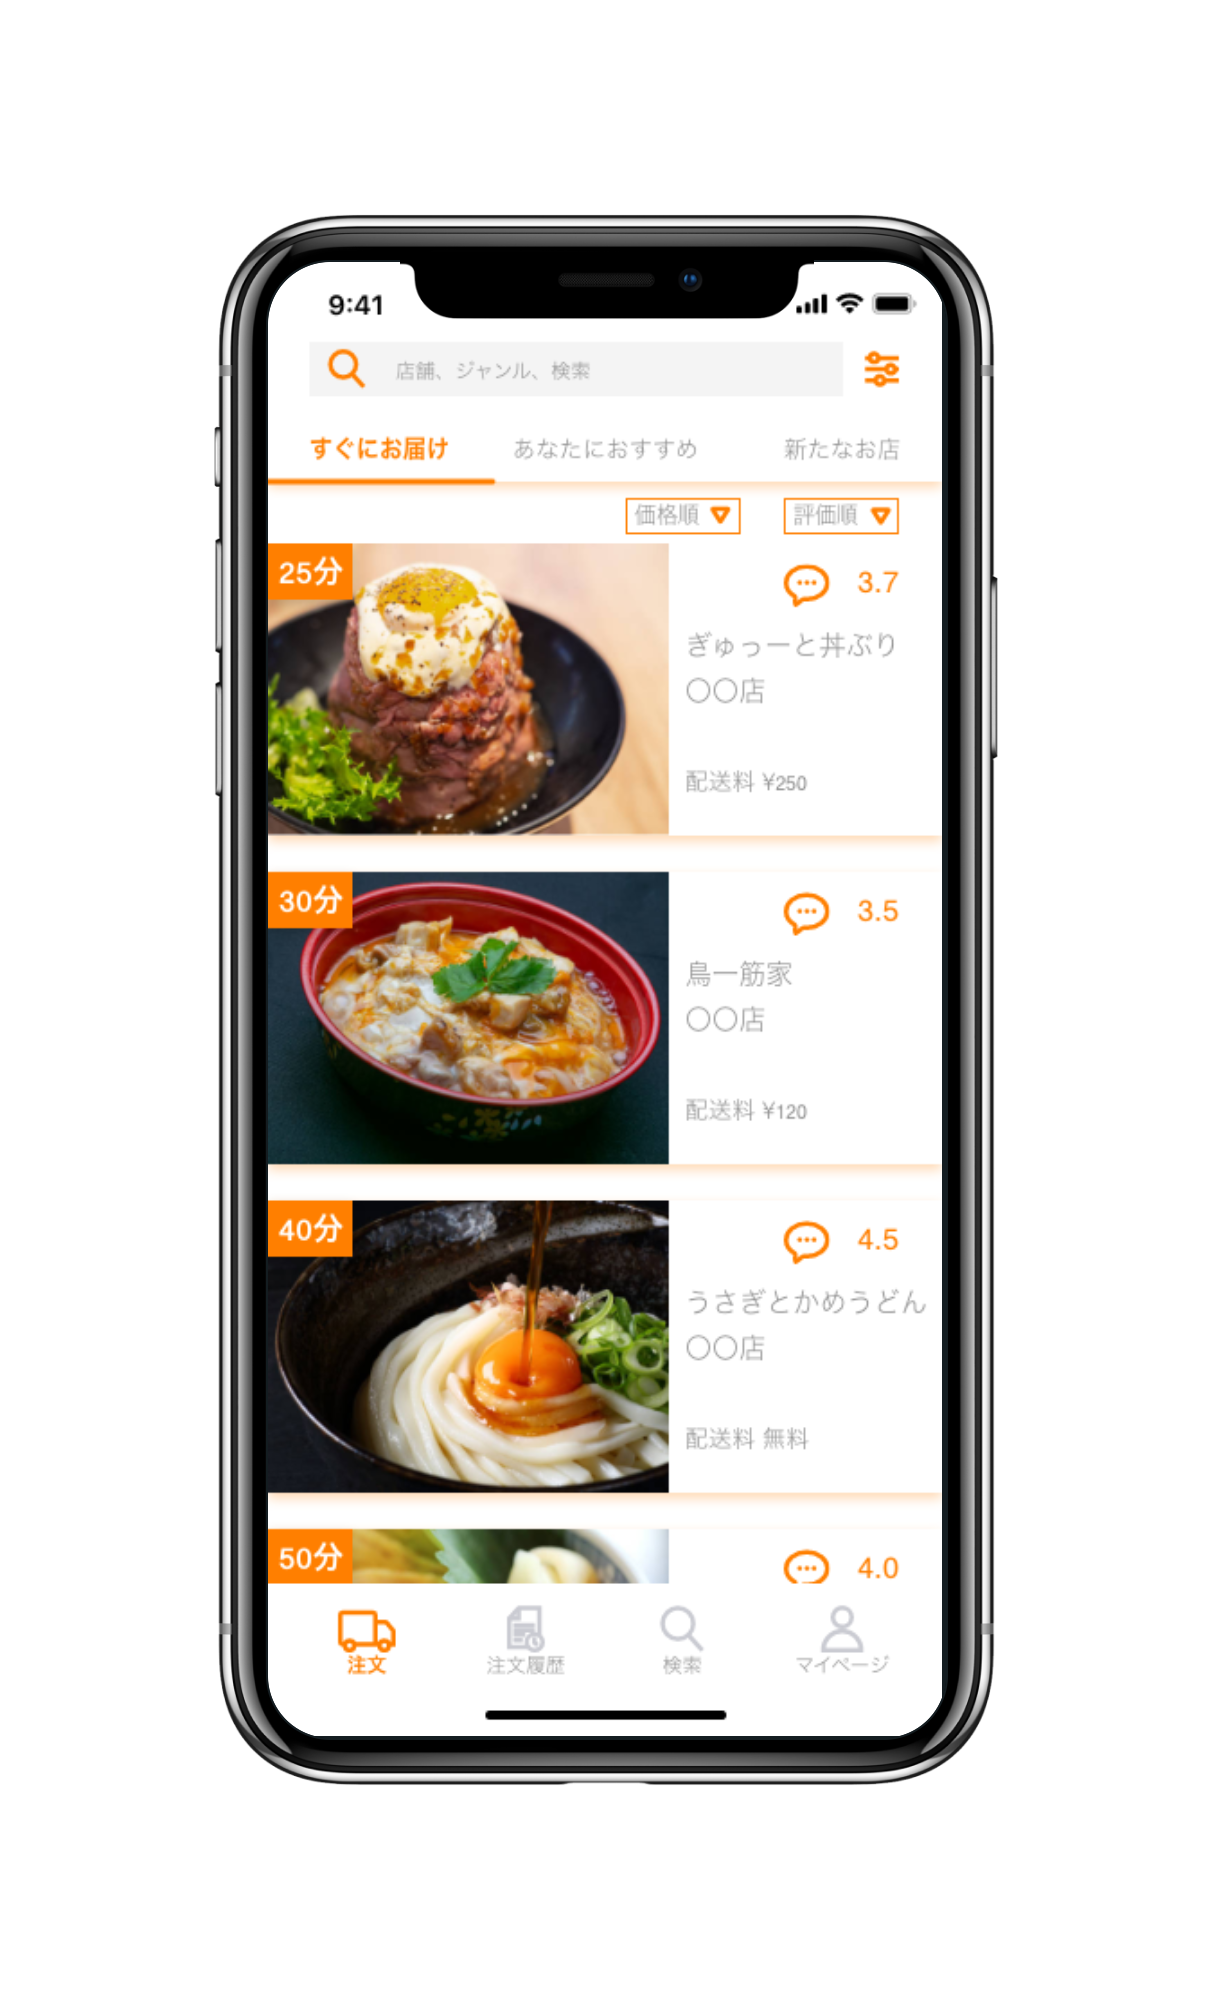 9:41
店舗、ジャンル、検索
すぐにお届け あなたにおすすめ 新たなお店
価格順 評価順
25分
3.7
ぎゅっーと丼ぶり
〇〇店
配送料 ¥250
30分
3.5
鳥一筋家
〇〇店
配送料 ¥120
40分
4.5
うさぎとかめうどん
〇〇店
配送料 無料
50分
4.0
注文 注文履歴 検索 マイページ